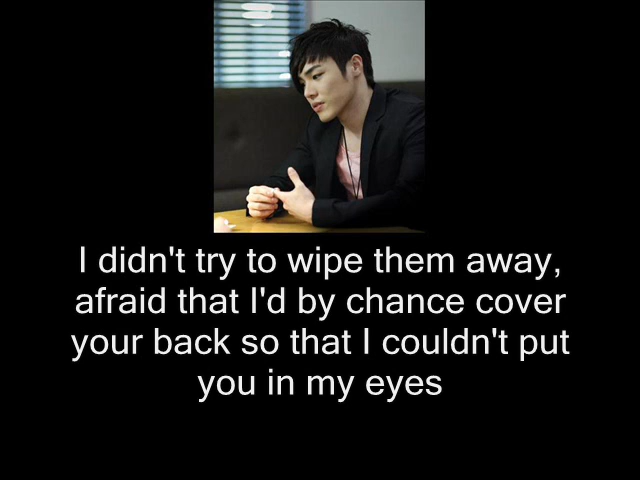 I didn't try to wipe them away,
afraid that I'd by chance cover
your back so that I couldn't put
you in my eyes